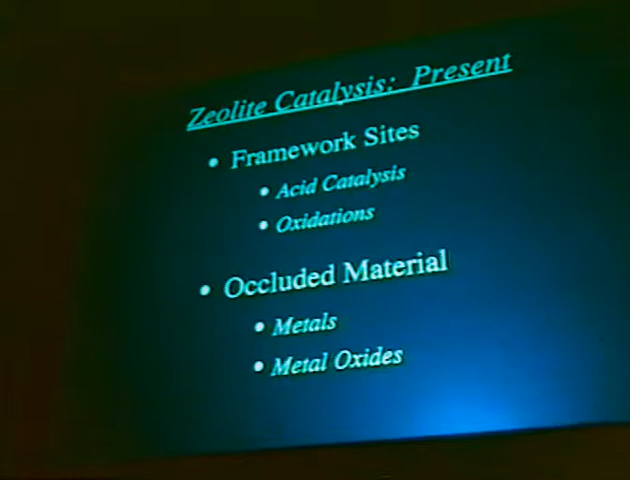 Zeolite Catalysis: Present
• Framework Sites
• Acid Catalysis
• Oxidations
• Occluded Material
• Metals
• Metal Oxides